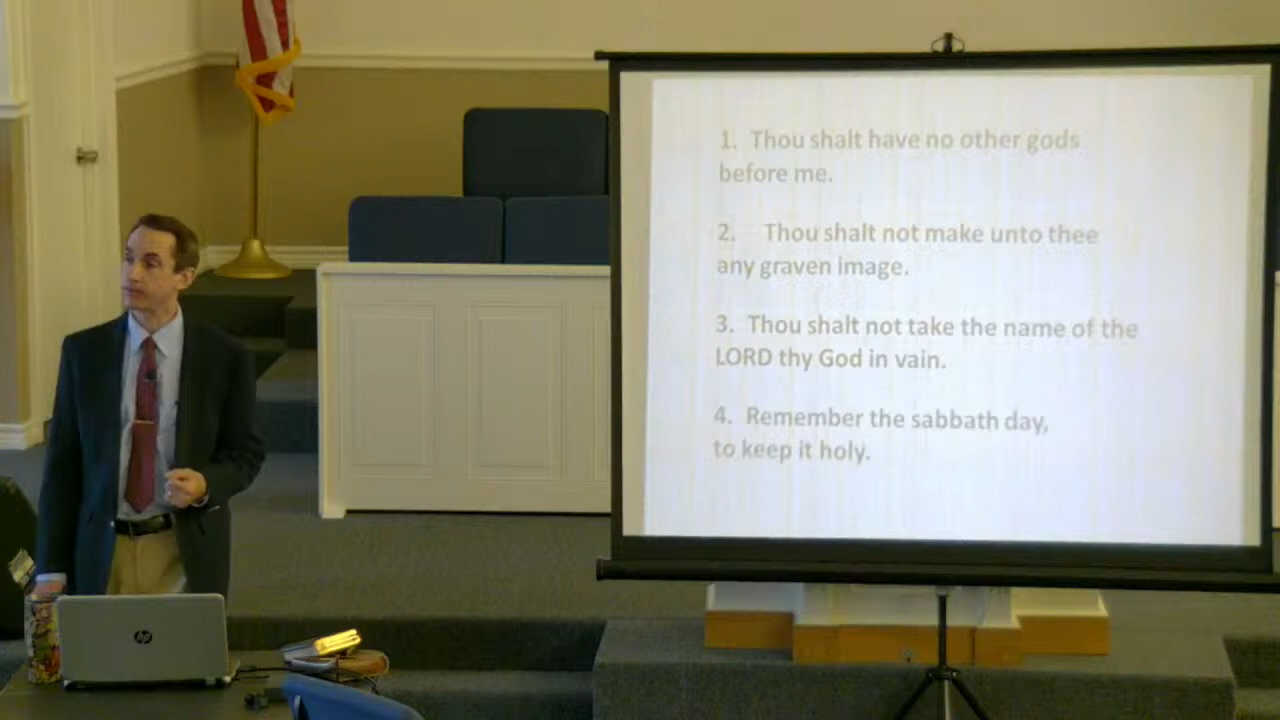 1. Thou shalt have no other gods
before me.
2. Thou shalt not make unto thee
any graven image.
3. Thou shalt not take the name of the
LORD thy God in vain.
4. Remember the sabbath day,
to keep it holy.
hp